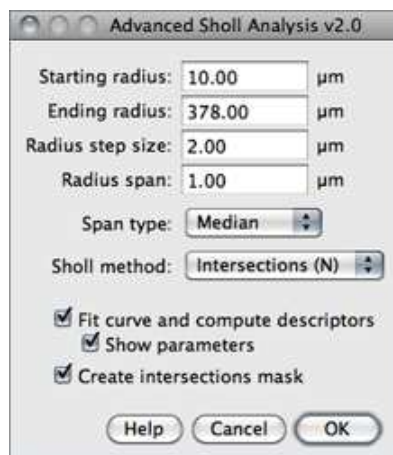 Advanced Sholl Analysis v2.0
Starting radius: 10.00 µm
Ending radius: 378.00 µm
Radius step size: 2.00 µm
Radius span: 1.00 µm
Span type: Median
Sholl method: Intersections (N)
Fit curve and compute descriptors
Show parameters
Create intersections mask
Help Cancel OK